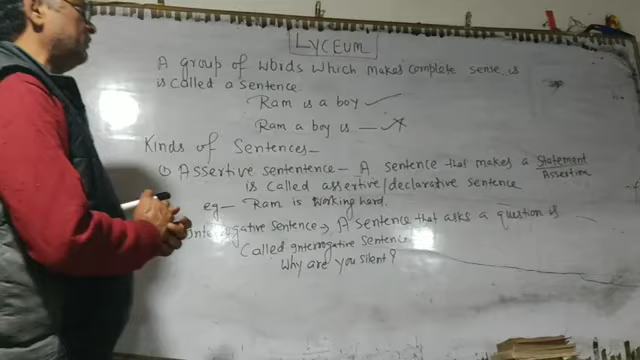 LYCEUM
A group of words which makes complete sense is
is called a sentence
Ram is a boy
Ram a boy is
Kinds of Sentences-
① Assertive sententence- A sentence that makes a Statement
Assertion
is called assertive/declarative sentence
eg- Ram is working hard.
Interrogative sentence → A sentence that asks a question is
Called interrogative sentence
Why are you silent?